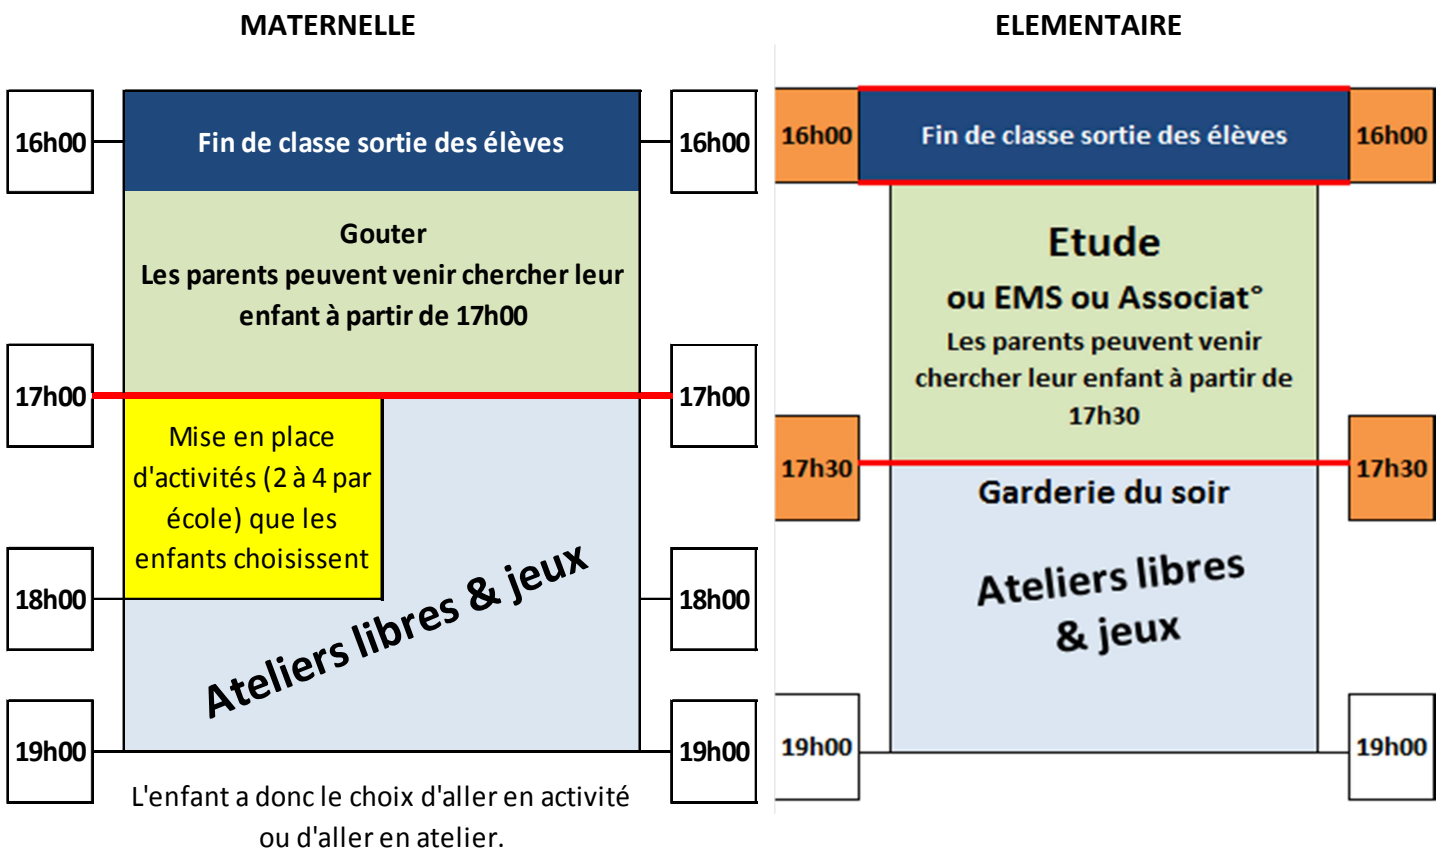 MATERNELLE
16h00
Fin de classe sortie des élèves
16h00
Gouter
Les parents peuvent venir chercher leur
enfant à partir de 17h00
17h00
17h00
Mise en place
d'activités (2 à 4 par
école) que les
enfants choisissent
18h00
18h00
Ateliers libres & jeux
19h00
19h00
L'enfant a donc le choix d'aller en activité
ou d'aller en atelier.
ELEMENTAIRE
16h00
Fin de classe sortie des élèves
16h00
Etude
ou EMS ou Associat°
Les parents peuvent venir
chercher leur enfant à partir de
17h30
17h30
17h30
Garderie du soir
Ateliers libres
& jeux
19h00
19h00